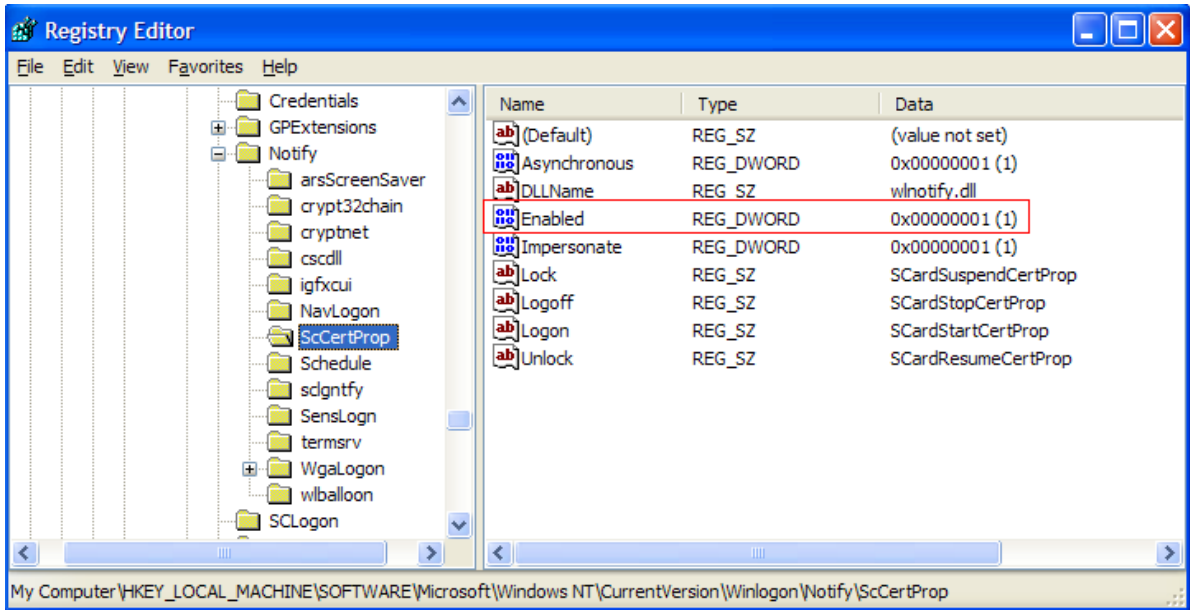 Registry Editor
File Edit View Favorites Help
Credentials
GPExtensions
Notify
arsScreenSaver
crypt32chain
cryptnet
cscdll
igfxcui
NavLogon
ScCertProp
Schedule
sclgntfy
SensLogn
termsrv
WgaLogon
wlballoon
SCLogon
Name Type Data
(Default) REG_SZ (value not set)
Asynchronous REG_DWORD 0x00000001 (1)
DLLName REG_SZ wlnotify.dll
Enabled REG_DWORD 0x00000001 (1)
Impersonate REG_DWORD 0x00000001 (1)
Lock REG_SZ SCardSuspendCertProp
Logoff REG_SZ SCardStopCertProp
Logon REG_SZ SCardStartCertProp
Unlock REG_SZ SCardResumeCertProp
My Computer\HKEY_LOCAL_MACHINE\SOFTWARE\Microsoft\Windows NT\CurrentVersion\Winlogon\Notify\ScCertProp